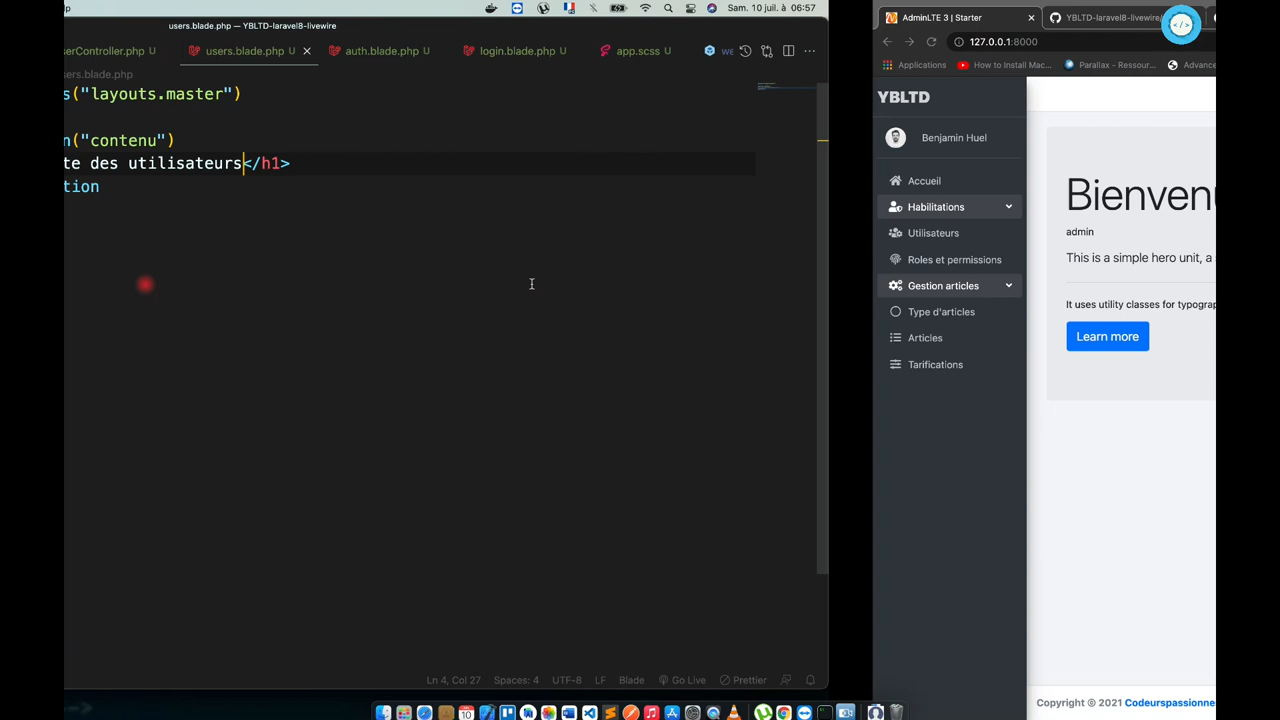 Sam. 10 juil. à 06:57
users.blade.php — YBLTD-laravel8-livewire
serController.php U
users.blade.php U
auth.blade.php U
login.blade.php U
app.scss U
sers.blade.php
s("layouts.master")
n("contenu")
te des utilisateurs</h1>
tion
Ln 4, Col 27
Spaces: 4
UTF-8
LF
Blade
Go Live
Prettier
AdminLTE 3 | Starter
YBLTD-laravel8-livewire/
127.0.0.1:8000
Applications
How to Install Mac...
Parallax - Ressour...
Advance
YBLTD
Benjamin Huel
Accueil
Habilitations
Utilisateurs
Roles et permissions
Gestion articles
Type d'articles
Articles
Tarifications
Bienvenu
admin
This is a simple hero unit, a s
It uses utility classes for typograp
Learn more
Copyright © 2021 Codeurspassionne